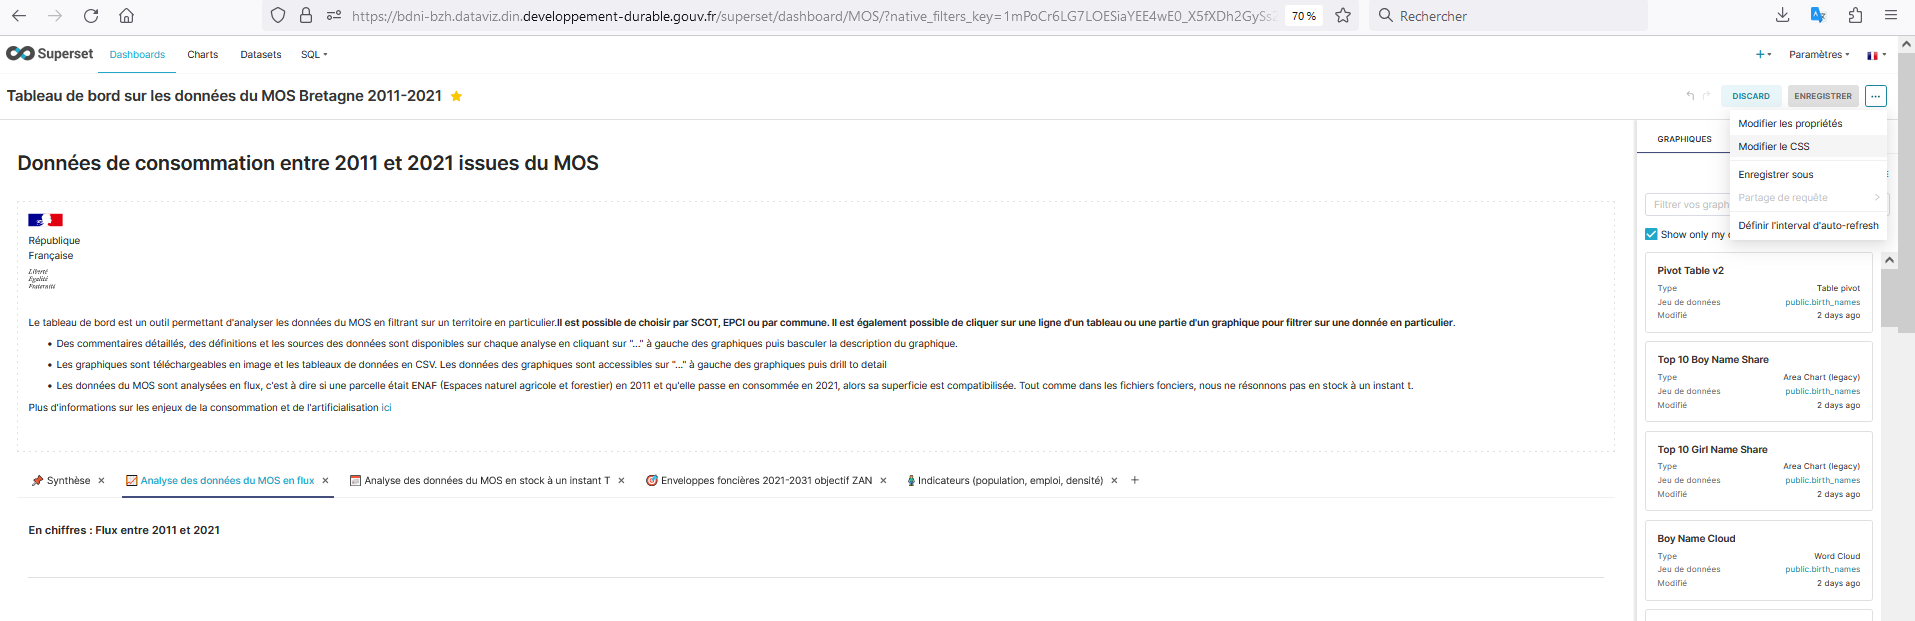 https://bdni-bzh.dataviz.din.developpement-durable.gouv.fr/superset/dashboard/MOS/?native_filters_key=1mPoCr6LG7LOESiaYEE4wE0_X5fXDh2GySs2
70 %
Rechercher
Superset
Dashboards
Charts
Datasets
SQL
+
Paramètres
Tableau de bord sur les données du MOS Bretagne 2011-2021
DISCARD
ENREGISTRER
...
Modifier les propriétés
Modifier le CSS
Enregistrer sous
Partage de requête
Définir l'interval d'auto-refresh
Données de consommation entre 2011 et 2021 issues du MOS
République
Française
Liberté
Égalité
Fraternité
Le tableau de bord est un outil permettant d'analyser les données du MOS en filtrant sur un territoire en particulier.Il est possible de choisir par SCOT, EPCI ou par commune. Il est également possible de cliquer sur une ligne d'un tableau ou une partie d'un graphique pour filtrer sur une donnée en particulier.
• Des commentaires détaillés, des définitions et les sources des données sont disponibles sur chaque analyse en cliquant sur "..." à gauche des graphiques puis basculer la description du graphique.
• Les graphiques sont téléchargeables en image et les tableaux de données en CSV. Les données des graphiques sont accessibles sur "..." à gauche des graphiques puis drill to detail
• Les données du MOS sont analysées en flux, c'est à dire si une parcelle était ENAF (Espaces naturel agricole et forestier) en 2011 et qu'elle passe en consommée en 2021, alors sa superficie est compatibilisée. Tout comme dans les fichiers fonciers, nous ne résonnons pas en stock à un instant t.
Plus d'informations sur les enjeux de la consommation et de l'artificialisation ici
Synthèse
Analyse des données du MOS en flux
Analyse des données du MOS en stock à un instant T
Enveloppes foncières 2021-2031 objectif ZAN
Indicateurs (population, emploi, densité)
+
En chiffres : Flux entre 2011 et 2021
GRAPHIQUES
Filtrer vos graph
Show only my
Pivot Table v2
Type Table pivot
Jeu de données public.birth_names
Modifié 2 days ago
Top 10 Boy Name Share
Type Area Chart (legacy)
Jeu de données public.birth_names
Modifié 2 days ago
Top 10 Girl Name Share
Type Area Chart (legacy)
Jeu de données public.birth_names
Modifié 2 days ago
Boy Name Cloud
Type Word Cloud
Jeu de données public.birth_names
Modifié 2 days ago